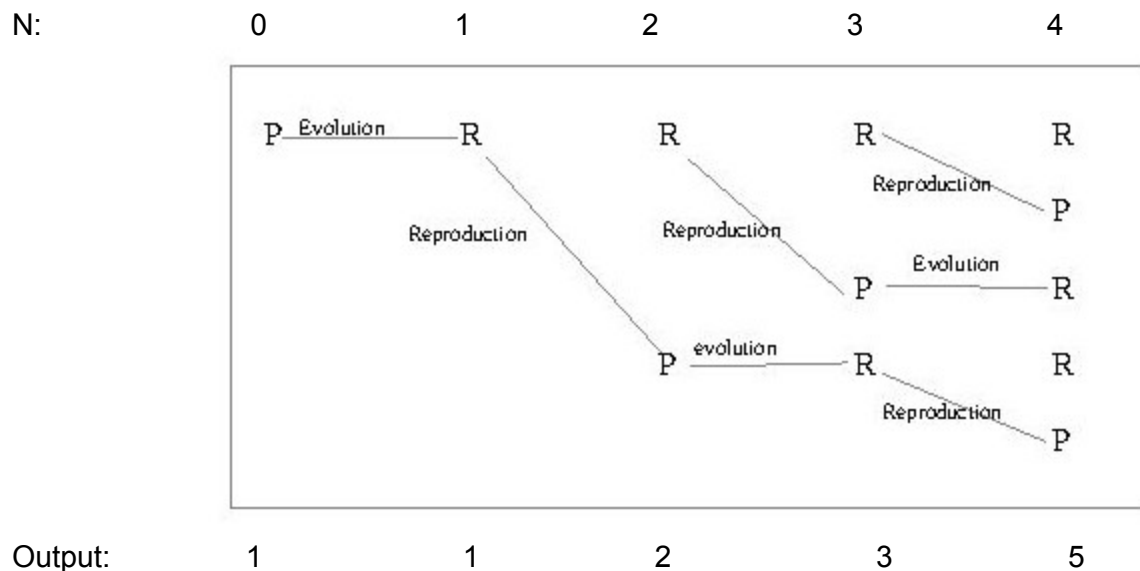 N: 0 1 2 3 4
P Evolution R R R R
Reproduction P
Reproduction Reproduction
P Evolution R
P evolution R R
Reproduction P
Output: 1 1 2 3 5